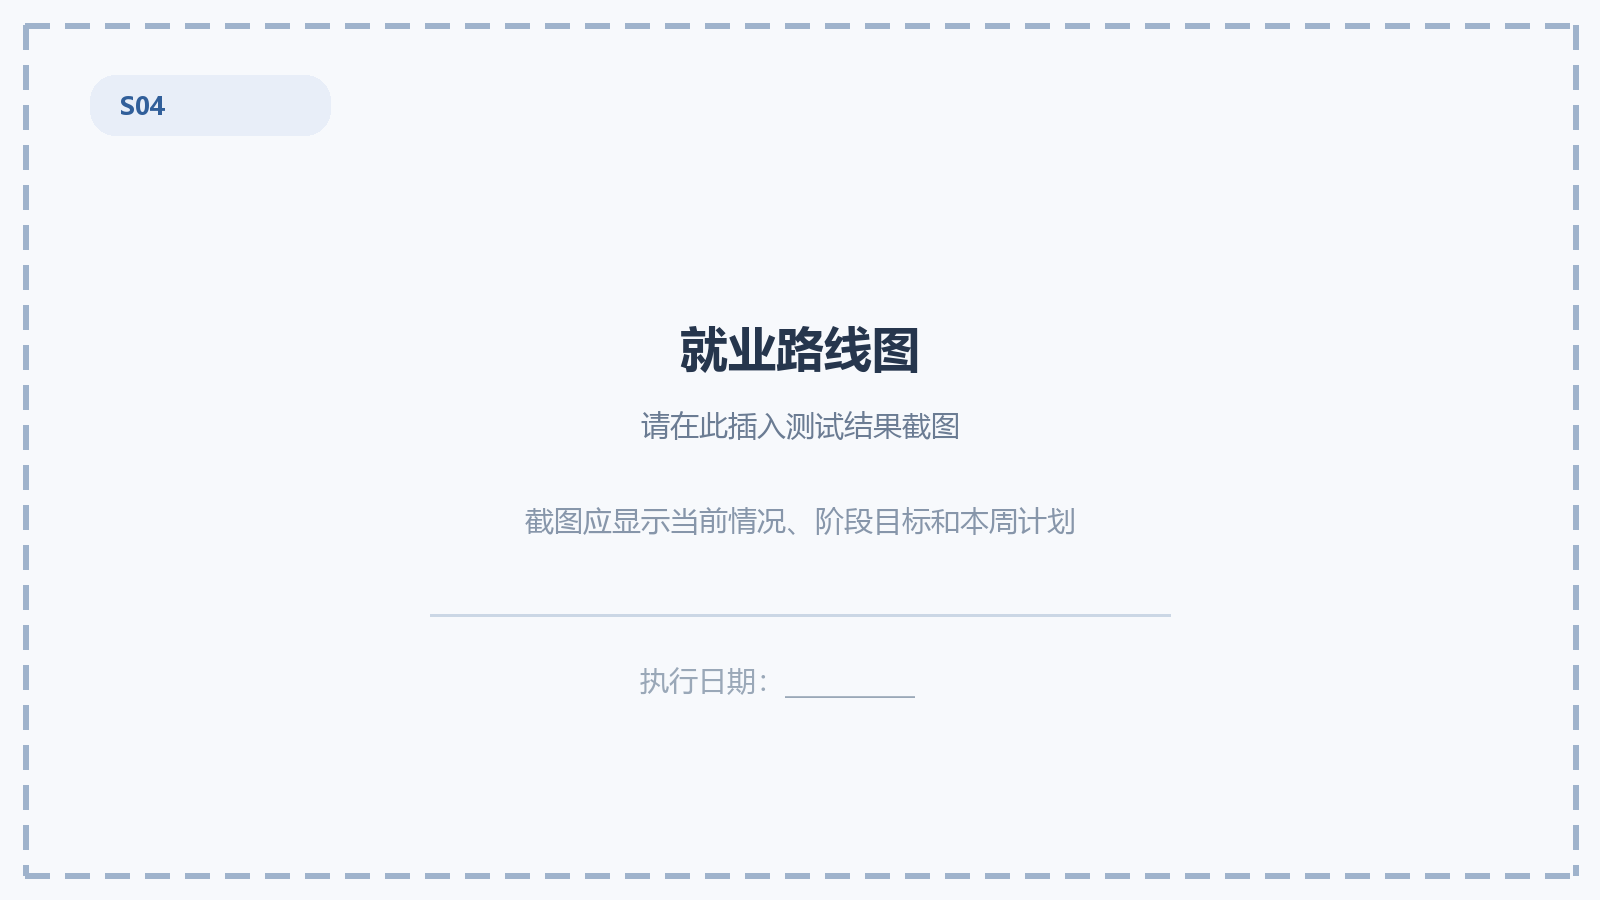 S04
就业路线图
请在此插入测试结果截图
截图应显示当前情况、阶段目标和本周计划
执行日期：_________